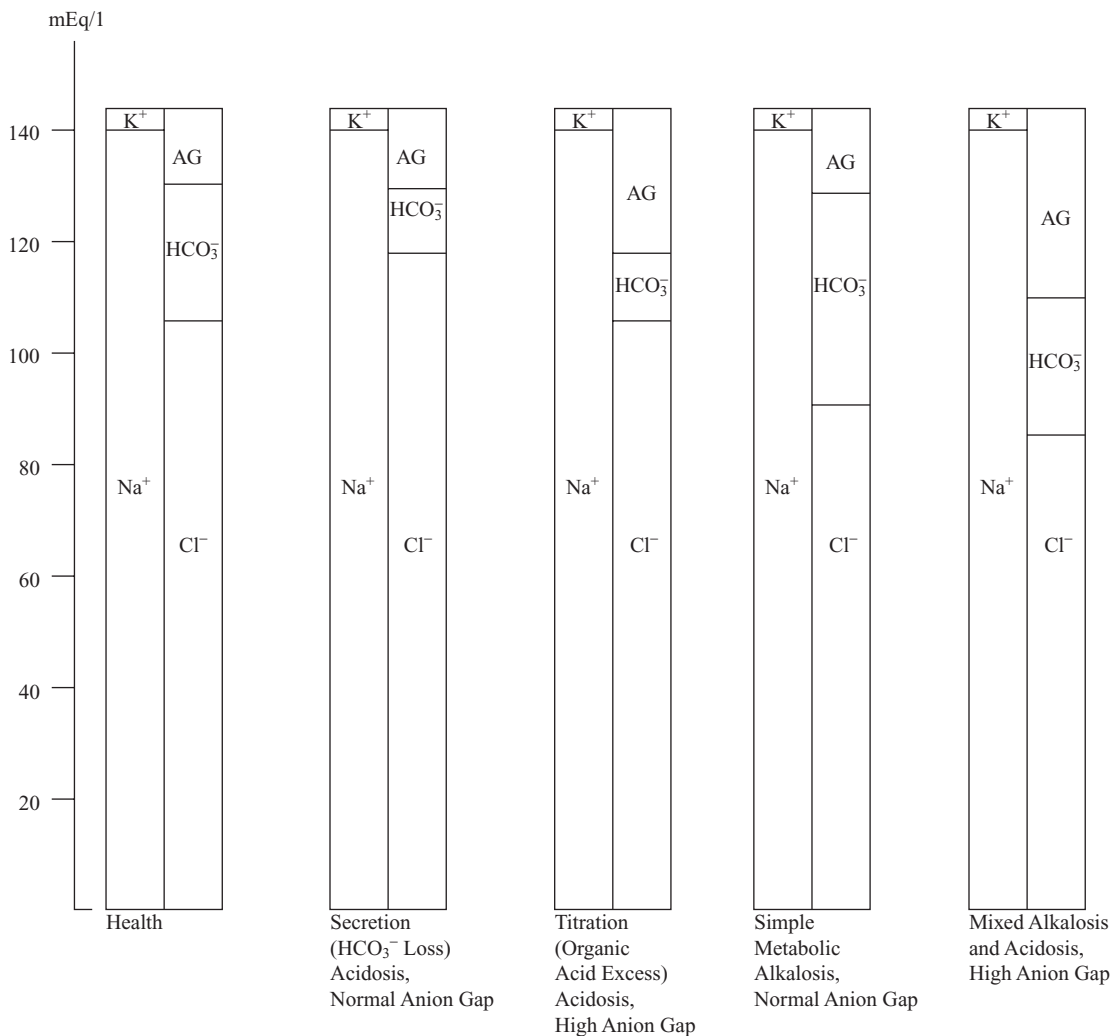 mEq/1
140
120
100
80
60
40
20
K⁺
AG
HCO₃⁻
Na⁺
Cl⁻
Health
K⁺
AG
HCO₃⁻
Na⁺
Cl⁻
Secretion
(HCO₃⁻ Loss)
Acidosis,
Normal Anion Gap
K⁺
AG
HCO₃⁻
Na⁺
Cl⁻
Titration
(Organic
Acid Excess)
Acidosis,
High Anion Gap
K⁺
AG
HCO₃⁻
Na⁺
Cl⁻
Simple
Metabolic
Alkalosis,
Normal Anion Gap
K⁺
AG
HCO₃⁻
Na⁺
Cl⁻
Mixed Alkalosis
and Acidosis,
High Anion Gap